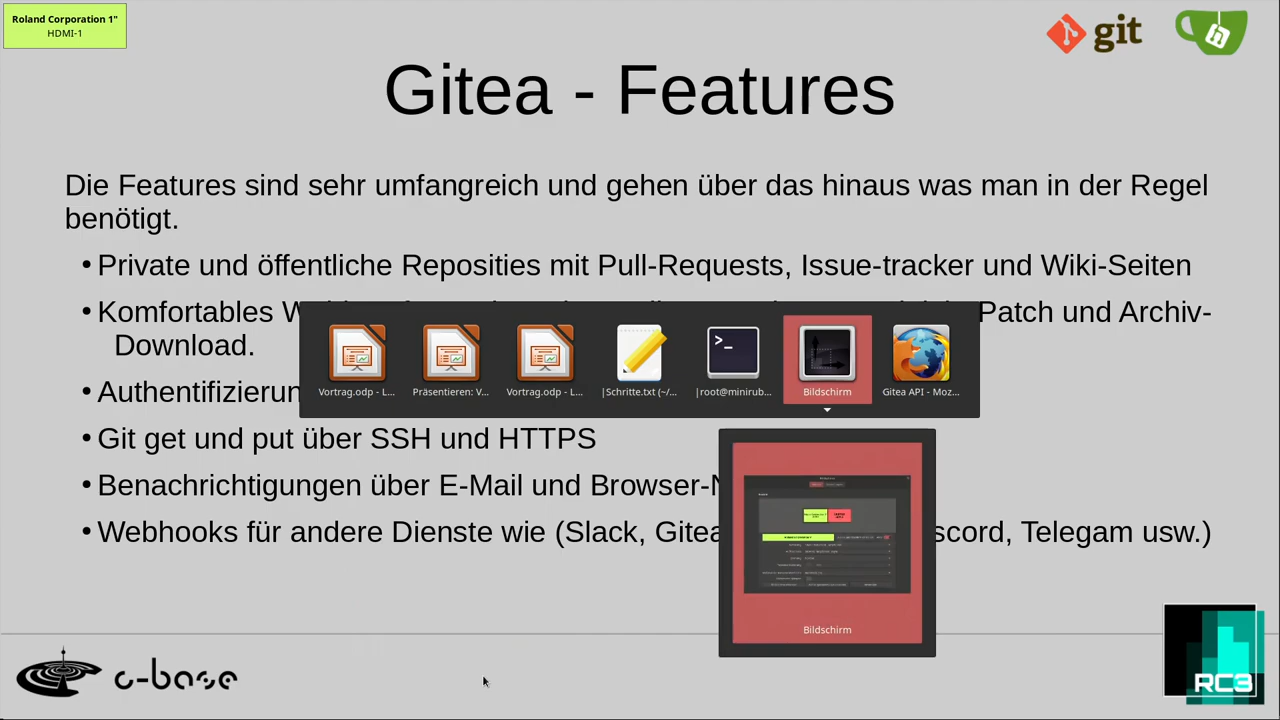 Roland Corporation 1"
HDMI-1
git
Gitea - Features
Die Features sind sehr umfangreich und gehen über das hinaus was man in der Regel
benötigt.
•Private und öffentliche Reposities mit Pull-Requests, Issue-tracker und Wiki-Seiten
•Komfortables Patch und Archiv-
Download.
Vortrag.odp - L...
Präsentieren: V...
Vortrag.odp - L...
|Schritte.txt (~/...
|root@minirub...
Bildschirm
Gitea API - Moz...
•Git get und put über SSH und HTTPS
•Benachrichtigungen über E-Mail und Browser-
•Webhooks für andere Dienste wie (Slack, Telegam usw.)
Bildschirm
c-base
RC3